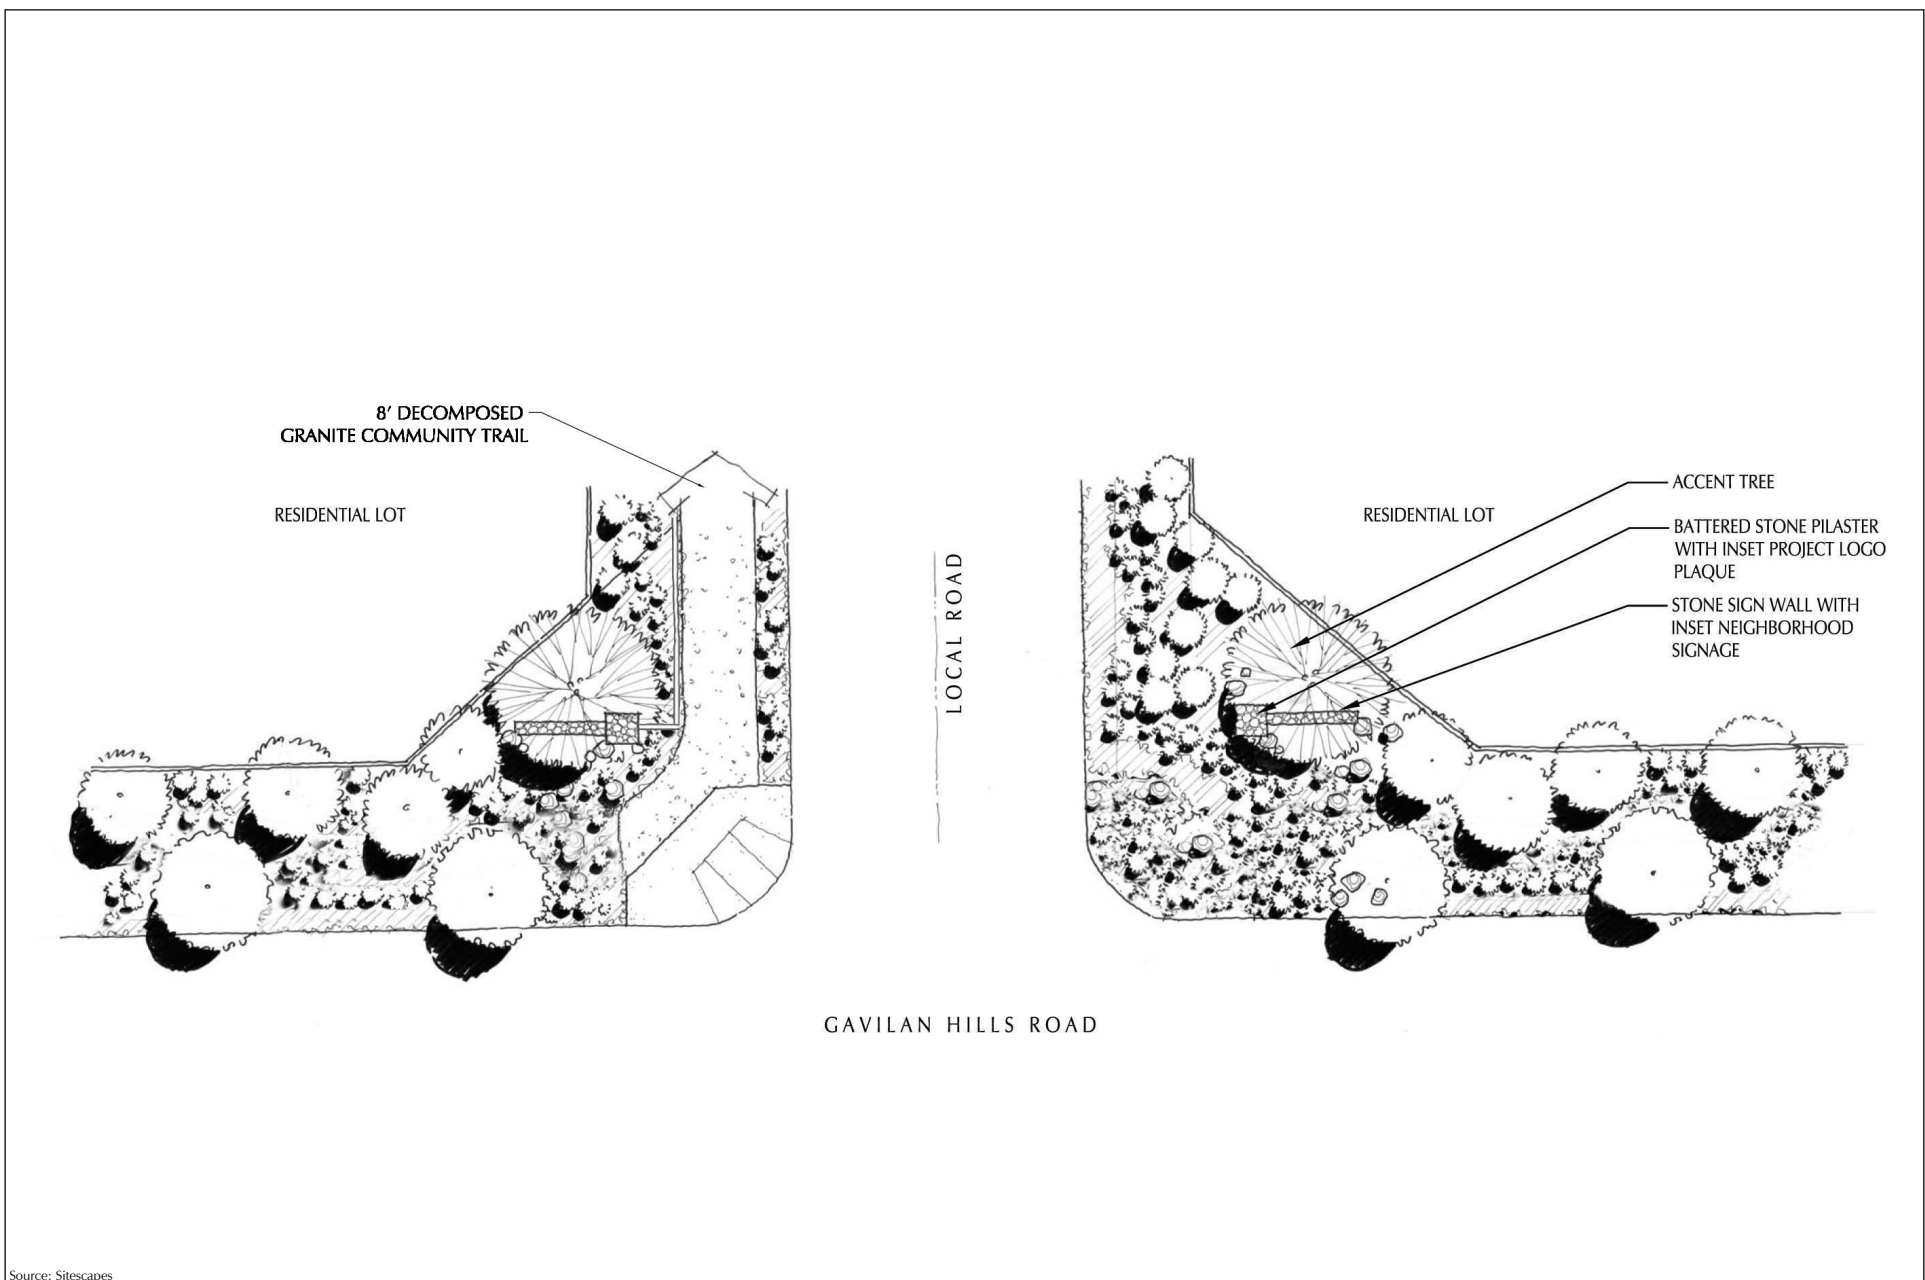 8′ DECOMPOSED
GRANITE COMMUNITY TRAIL
RESIDENTIAL LOT
LOCAL ROAD
RESIDENTIAL LOT
ACCENT TREE
BATTERED STONE PILASTER
WITH INSET PROJECT LOGO
PLAQUE
STONE SIGN WALL WITH
INSET NEIGHBORHOOD
SIGNAGE
GAVILAN HILLS ROAD
Source: Sitescapes